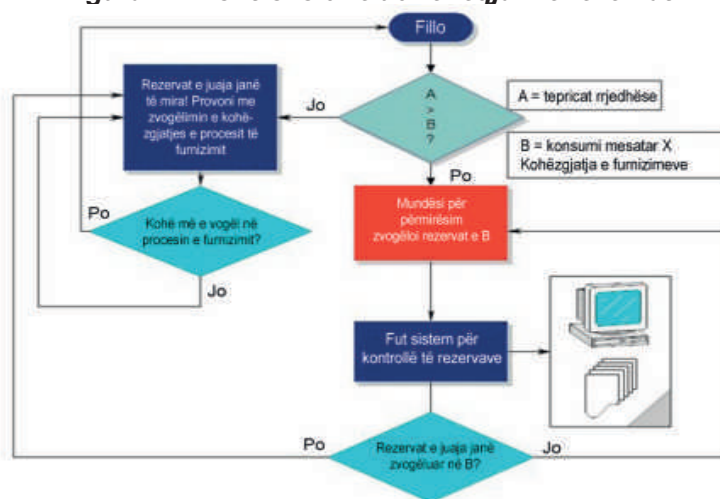 Fillo
Rezervat e juaja janë
të mira! Provoni me
zvogëlimin e kohë-
zgjatjes e procesit të
furnizimit
Jo
A
>
B
?
A = tepricat rrjedhëse
B = konsumi mesatar X
Kohëzgjatja e furnizimeve
Po
Po
Mundësi për
përmirësim
zvogëloi rezervat e B
Kohë më e vogël në
procesin e furnizimit?
Jo
Fut sistem për
kontrollë të rezervave
Po
Rezervat e juaja janë
zvogëluar në B?
Jo